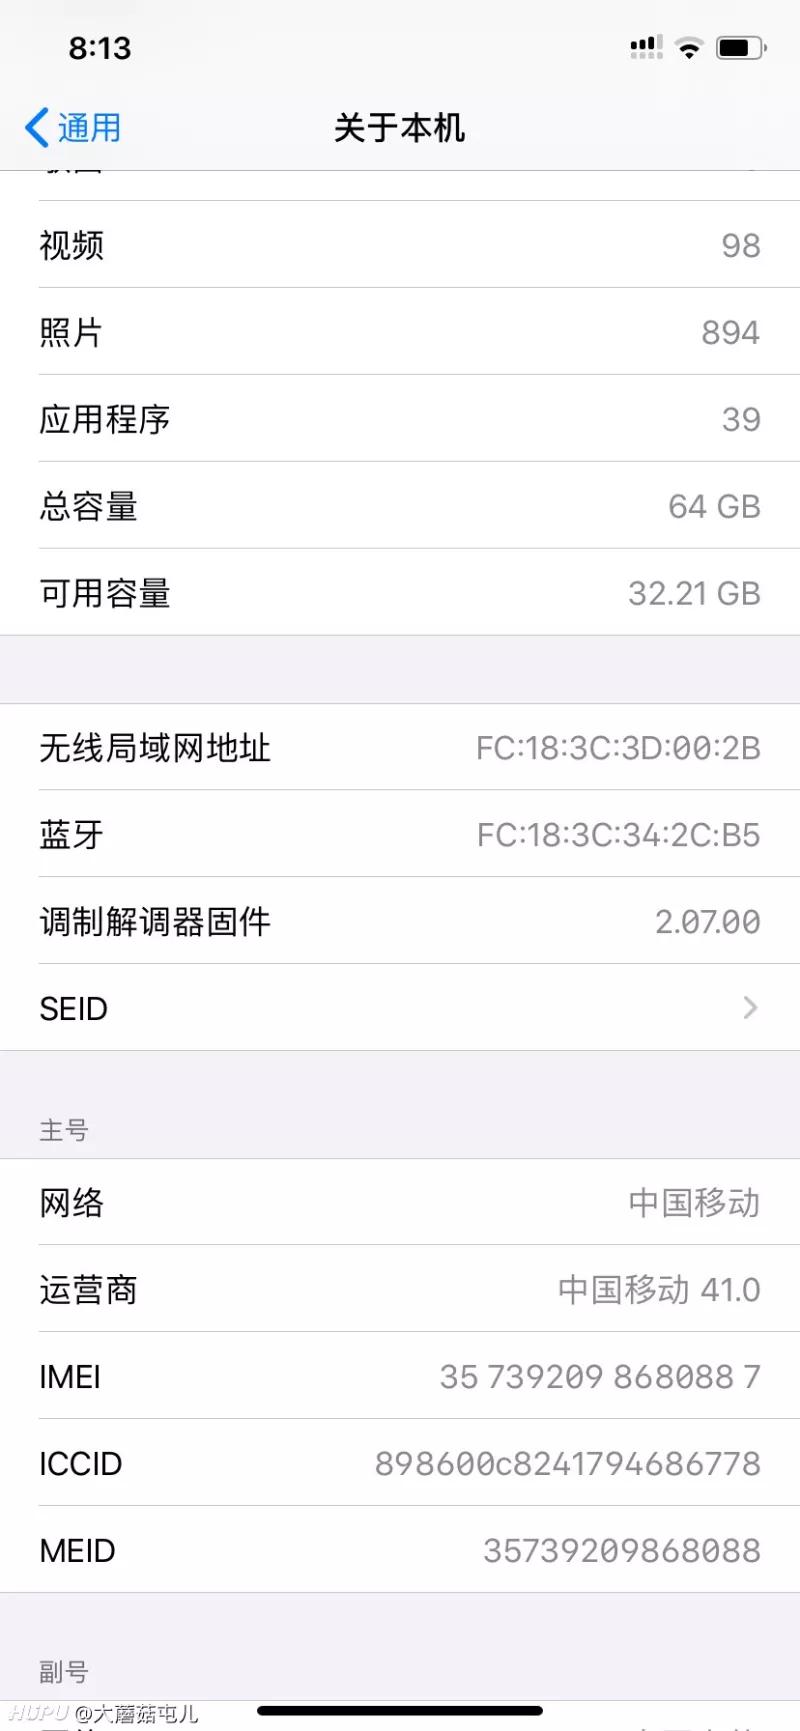 8:13
通用
关于本机
视频 98
照片 894
应用程序 39
总容量 64 GB
可用容量 32.21 GB
无线局域网地址 FC:18:3C:3D:00:2B
蓝牙 FC:18:3C:34:2C:B5
调制解调器固件 2.07.00
SEID
主号
网络 中国移动
运营商 中国移动 41.0
IMEI 35 739209 868088 7
ICCID 898600c8241794686778
MEID 35739209868088
副号
HUPU @大蘑菇屯儿